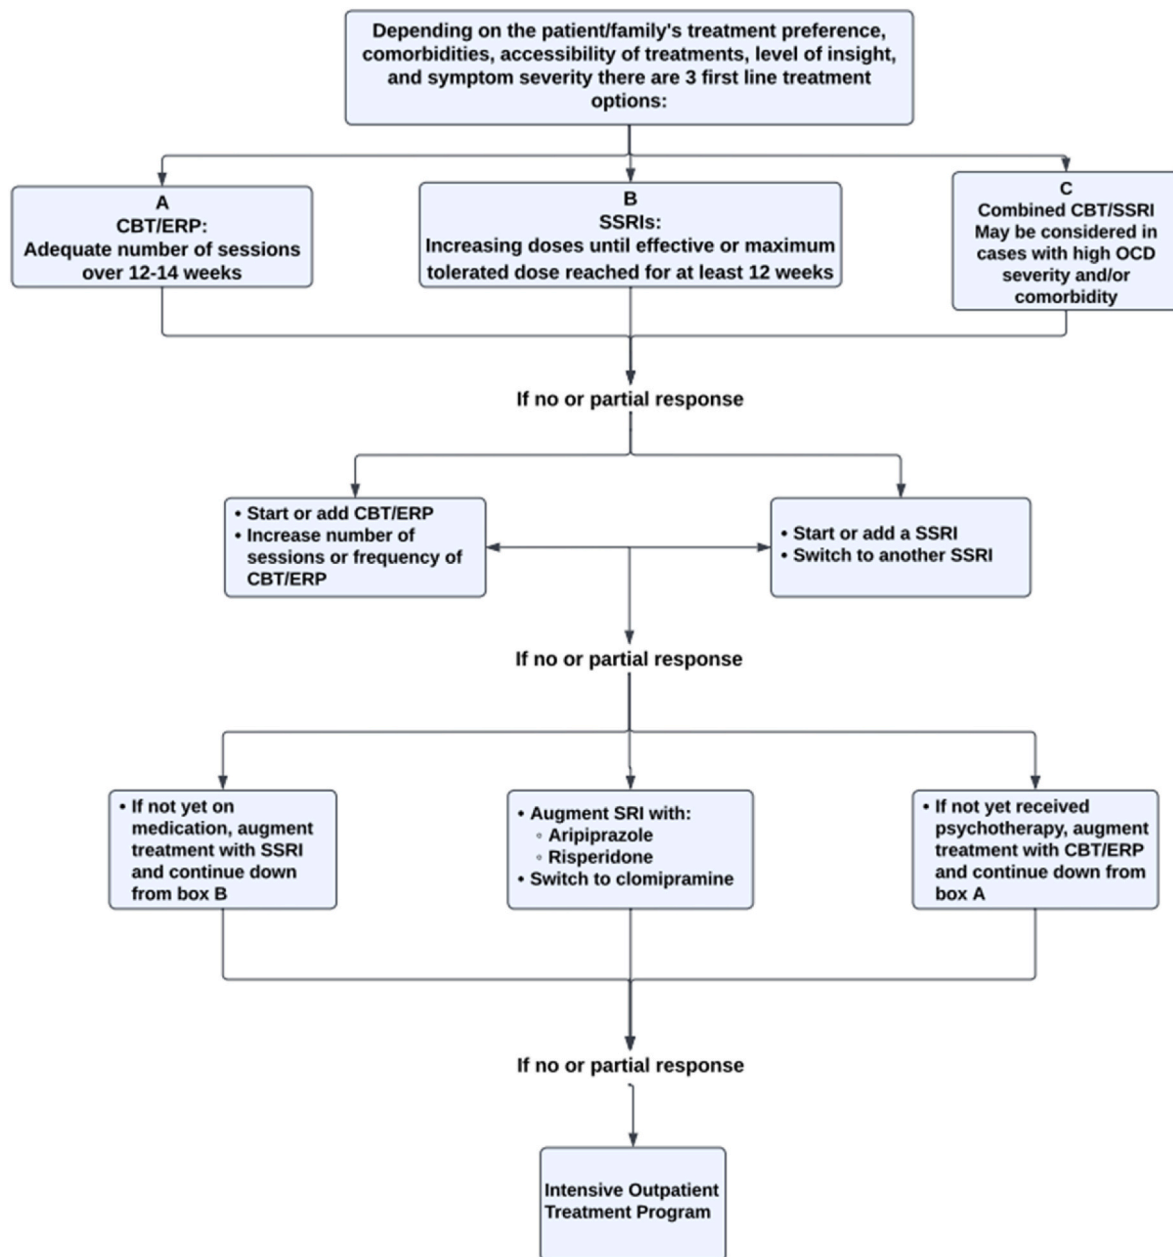 Depending on the patient/family's treatment preference,
comorbidities, accessibility of treatments, level of insight,
and symptom severity there are 3 first line treatment
options:
A
CBT/ERP:
Adequate number of sessions
over 12-14 weeks
B
SSRIs:
Increasing doses until effective or maximum
tolerated dose reached for at least 12 weeks
C
Combined CBT/SSRI
May be considered in
cases with high OCD
severity and/or
comorbidity
If no or partial response
• Start or add CBT/ERP
• Increase number of
sessions or frequency of
CBT/ERP
• Start or add a SSRI
• Switch to another SSRI
If no or partial response
• If not yet on
medication, augment
treatment with SSRI
and continue down
from box B
• Augment SRI with:
◦ Aripiprazole
◦ Risperidone
• Switch to clomipramine
• If not yet received
psychotherapy, augment
treatment with CBT/ERP
and continue down from
box A
If no or partial response
Intensive Outpatient
Treatment Program